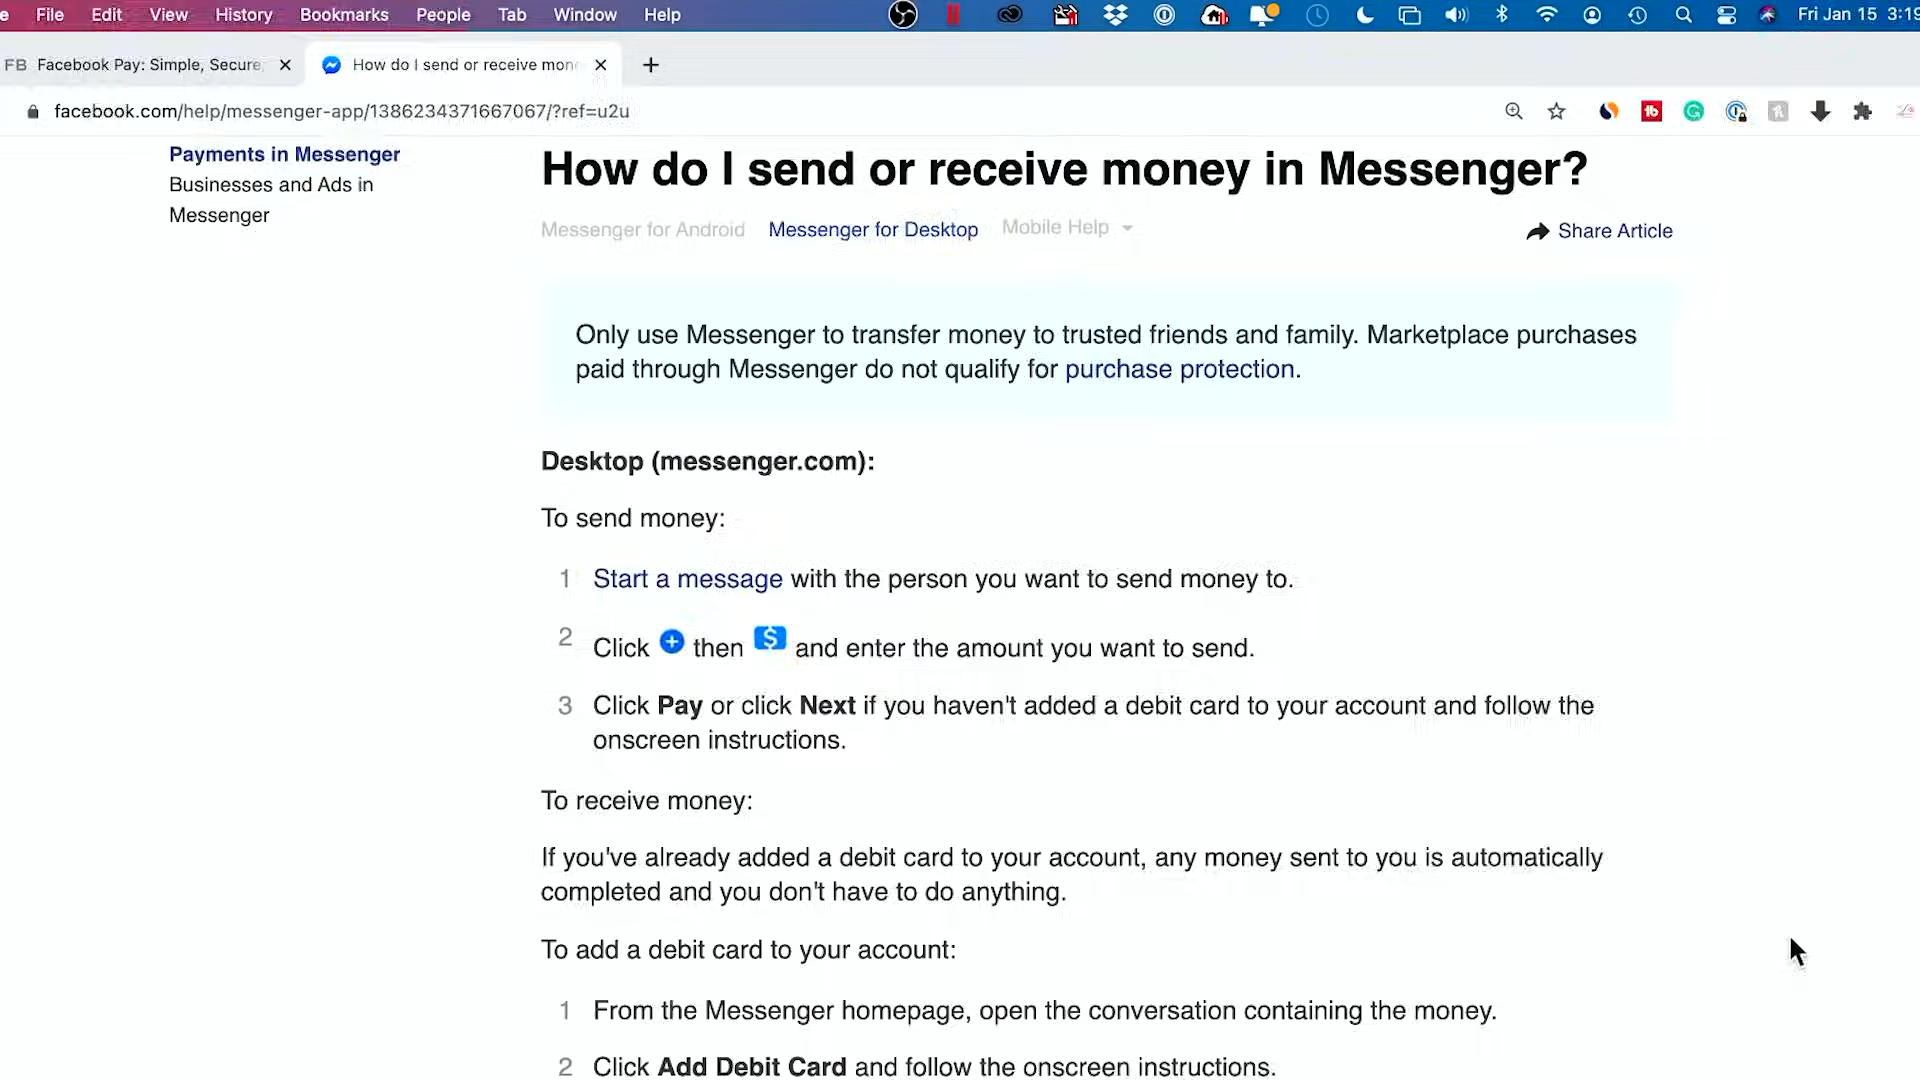 File Edit View History Bookmarks People Tab Window Help Fri Jan 15 3:19
FB Facebook Pay: Simple, Secure, How do I send or receive mon
facebook.com/help/messenger-app/1386234371667067/?ref=u2u
Payments in Messenger
Businesses and Ads in
Messenger
How do I send or receive money in Messenger?
Messenger for Android Messenger for Desktop Mobile Help Share Article
Only use Messenger to transfer money to trusted friends and family. Marketplace purchases
paid through Messenger do not qualify for purchase protection.
Desktop (messenger.com):
To send money:
1 Start a message with the person you want to send money to.
2 Click + then $ and enter the amount you want to send.
3 Click Pay or click Next if you haven't added a debit card to your account and follow the
onscreen instructions.
To receive money:
If you've already added a debit card to your account, any money sent to you is automatically
completed and you don't have to do anything.
To add a debit card to your account:
1 From the Messenger homepage, open the conversation containing the money.
2 Click Add Debit Card and follow the onscreen instructions.